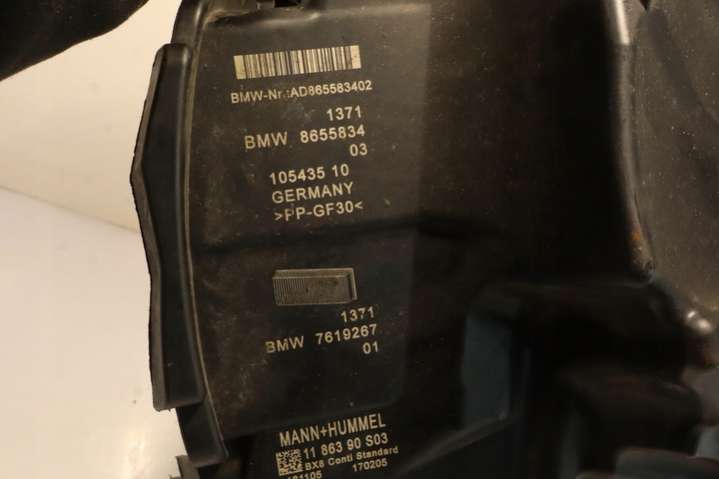 BMW-Nr.:AD865583402
1371
BMW 8655834
03
105435 10
GERMANY
>PP-GF30<
1371
BMW 7619267
01
MANN+HUMMEL
11 863 90 S03
BX8 Conti Standard
170205